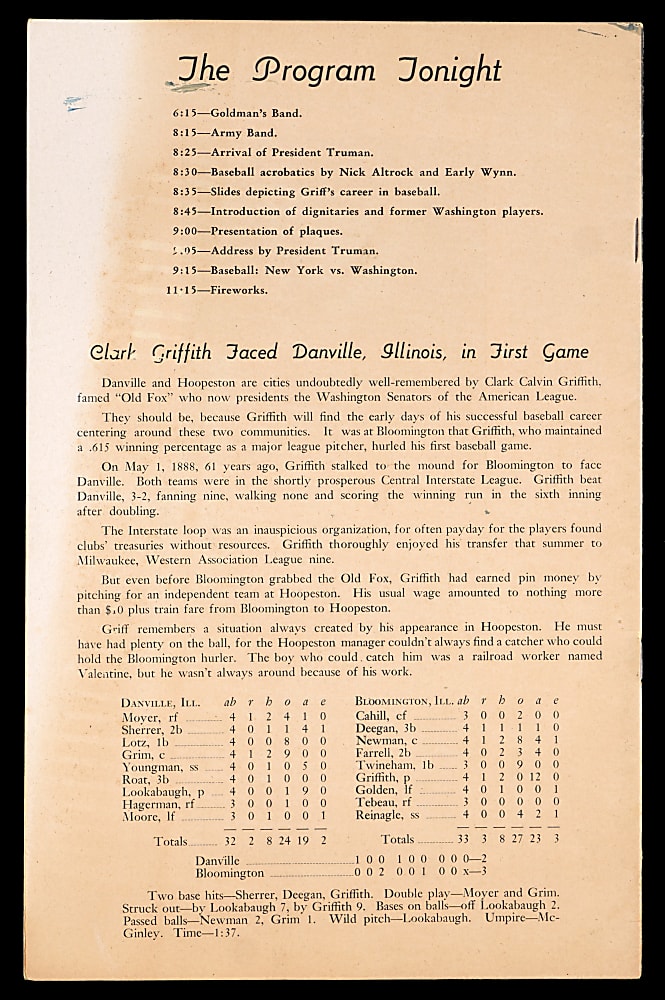 The Program Tonight
6:15—Goldman's Band.
8:15—Army Band.
8:25—Arrival of President Truman.
8:30—Baseball acrobatics by Nick Altrock and Early Wynn.
8:35—Slides depicting Griff's career in baseball.
8:45—Introduction of dignitaries and former Washington players.
9:00—Presentation of plaques.
:05—Address by President Truman.
9:15—Baseball: New York vs. Washington.
11:15—Fireworks.
Clark Griffith Faced Danville, Illinois, in First Game
Danville and Hoopeston are cities undoubtedly well-remembered by Clark Calvin Griffith,
famed "Old Fox" who now presidents the Washington Senators of the American League.
They should be, because Griffith will find the early days of his successful baseball career
centering around these two communities. It was at Bloomington that Griffith, who maintained
a .615 winning percentage as a major league pitcher, hurled his first baseball game.
On May 1, 1888, 61 years ago, Griffith stalked to the mound for Bloomington to face
Danville. Both teams were in the shortly prosperous Central Interstate League. Griffith beat
Danville, 3-2, fanning nine, walking none and scoring the winning run in the sixth inning
after doubling.
The Interstate loop was an inauspicious organization, for often payday for the players found
clubs' treasuries without resources. Griffith thoroughly enjoyed his transfer that summer to
Milwaukee, Western Association League nine.
But even before Bloomington grabbed the Old Fox, Griffith had earned pin money by
pitching for an independent team at Hoopeston. His usual wage amounted to nothing more
than plus train fare from Bloomington to Hoopeston.
Griff remembers a situation always created by his appearance in Hoopeston. He must
have had plenty on the ball, for the Hoopeston manager couldn't always find a catcher who could
hold the Bloomington hurler. The boy who could catch him was a railroad worker named
Valentine, but he wasn't always around because of his work.
DANVILLE, ILL. ab r h o a e
Moyer, rf 4 1 2 4 1 0
Sherrer, 2b 4 0 1 1 4 1
Lotz, 1b 4 0 0 8 0 0
Grim, c 4 1 2 9 0 0
Youngman, ss 4 0 1 0 5 0
Roat, 3b 4 0 1 0 0 0
Lookabaugh, p 4 0 0 1 9 0
Hagerman, rf 3 0 0 1 0 0
Moore, lf 3 0 1 0 0 1
Totals 32 2 8 24 19 2
BLOOMINGTON, ILL. ab r h o a e
Cahill, cf 3 0 0 2 0 0
Deegan, 3b 4 1 1 1 1 0
Newman, c 4 1 2 8 4 1
Farrell, 2b 4 0 2 3 4 0
Twineham, 1b 3 0 0 9 0 0
Griffith, p 4 1 2 0 12 0
Golden, lf 4 0 1 0 0 1
Tebeau, rf 3 0 0 0 0 0
Reinagle, ss 4 0 0 4 2 1
Totals 33 3 8 27 23 3
Danville 1 0 0 1 0 0 0 0 0—2
Bloomington 0 0 2 0 0 1 0 0 x—3
Two base hits—Sherrer, Deegan, Griffith. Double play—Moyer and Grim.
Struck out—by Lookabaugh 7, by Griffith 9. Bases on balls—off Lookabaugh 2.
Passed balls—Newman 2, Grim 1. Wild pitch—Lookabaugh. Umpire—Mc-
Ginley. Time—1:37.